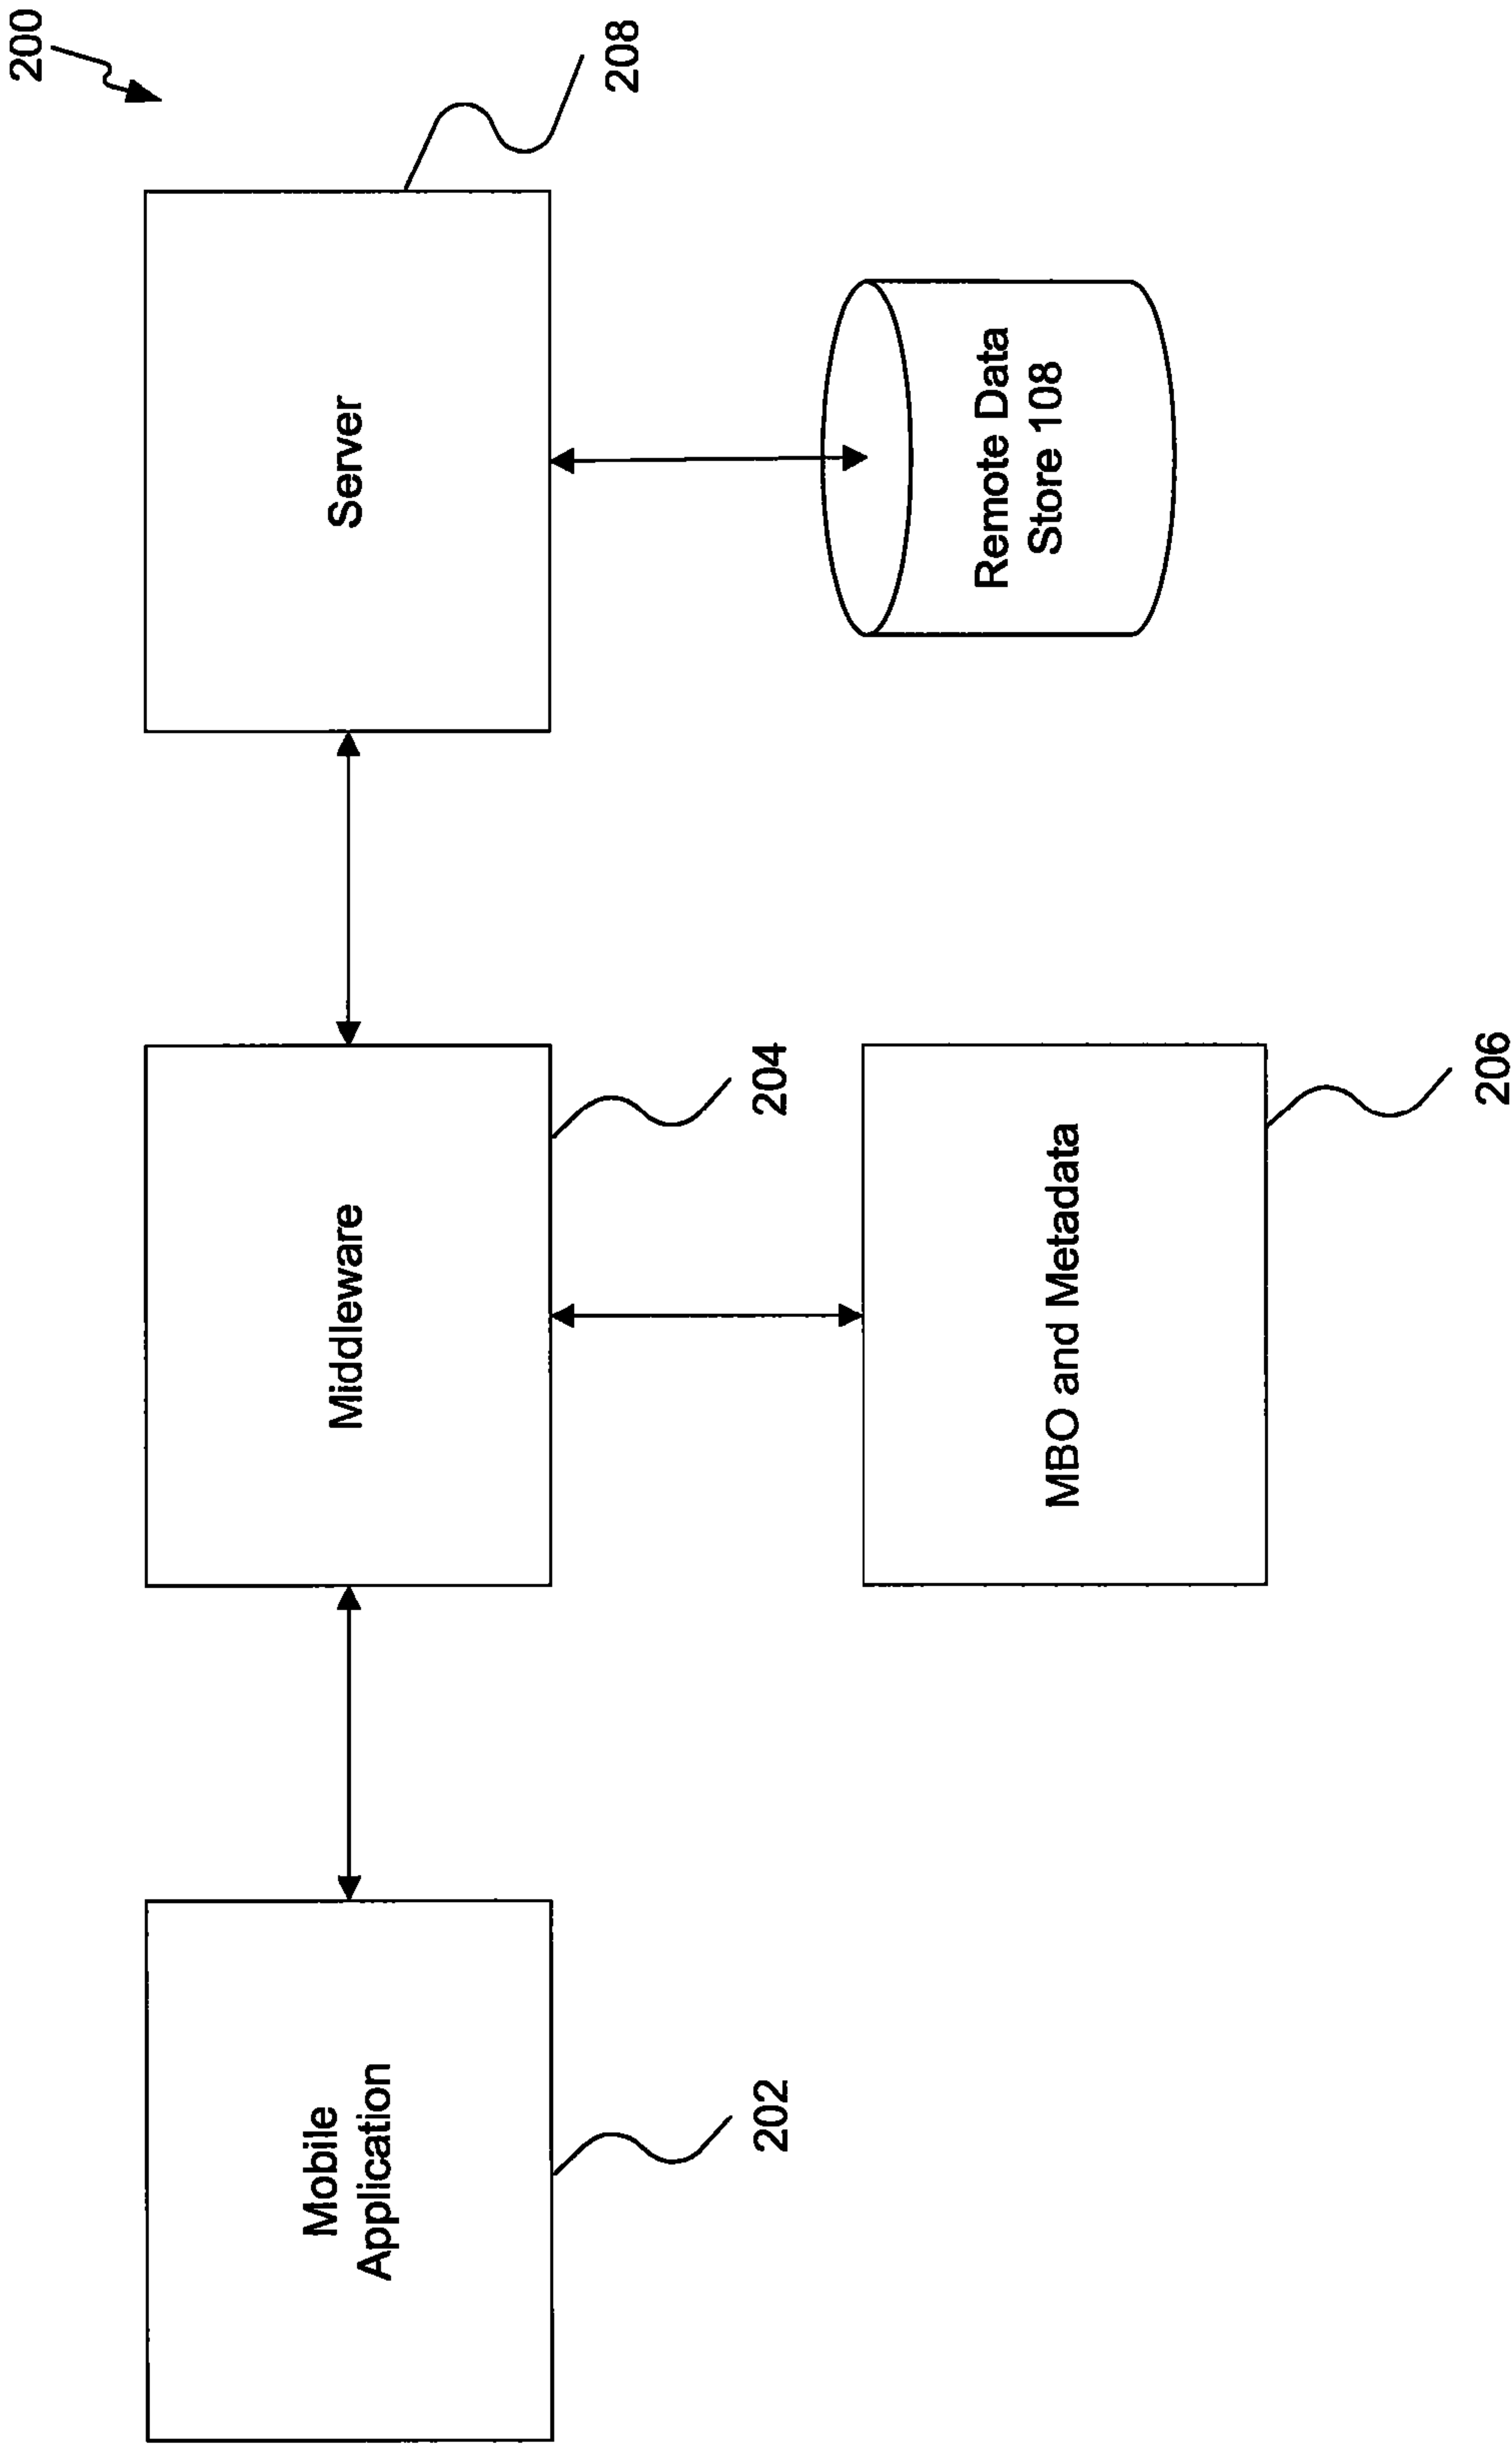 200
Mobile
Application
202
Middleware
204
Server
208
MBO and Metadata
206
Remote Data
Store 108